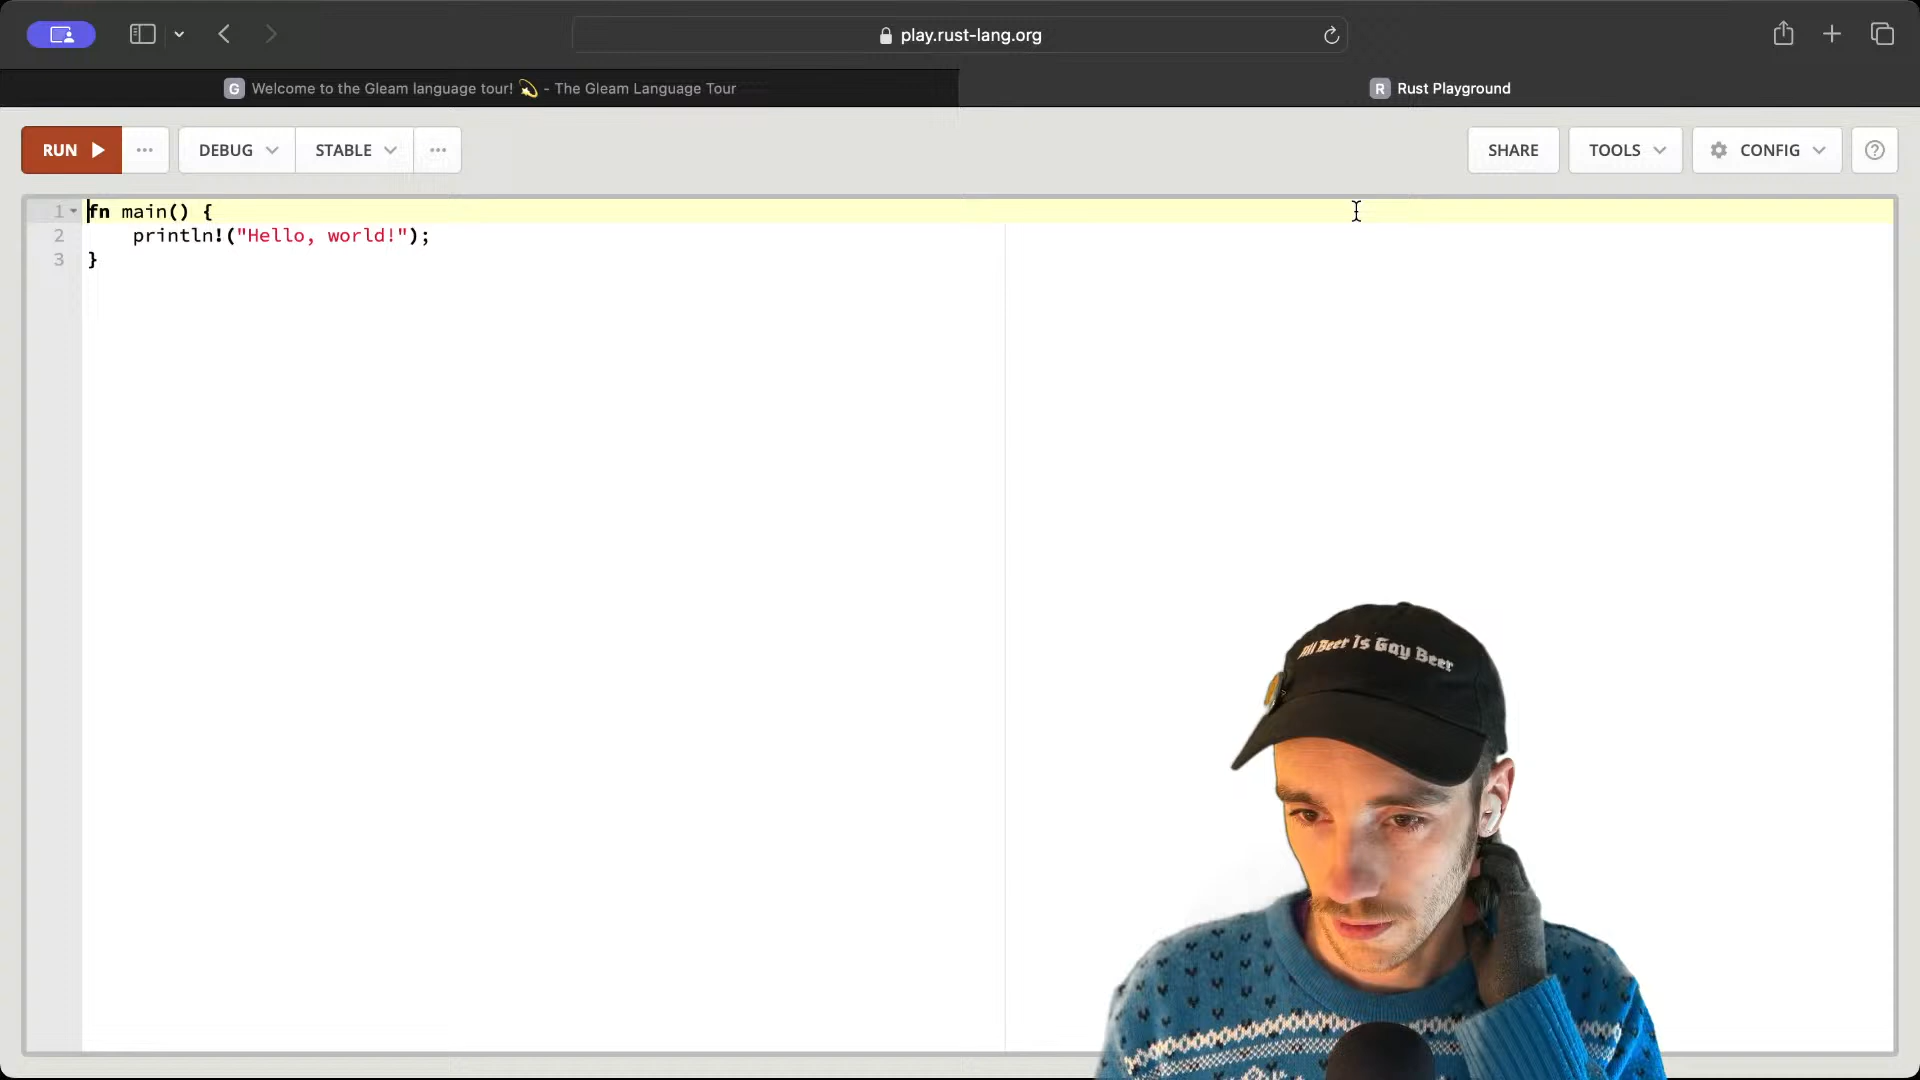 play.rust-lang.org
G Welcome to the Gleam language tour! 💫 - The Gleam Language Tour
R Rust Playground
RUN ▶ ... DEBUG STABLE ... SHARE TOOLS CONFIG ?
1 fn main() {
2 println!("Hello, world!");
3 }
All Beer Is Gay Beer